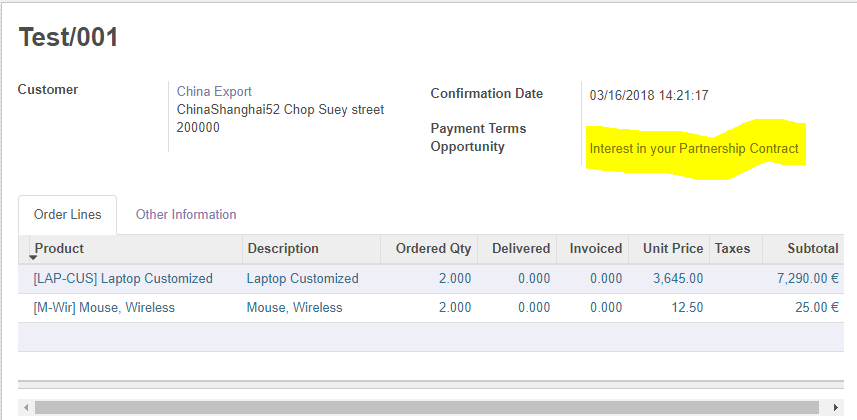 Test/001
Customer
China Export
ChinaShanghai52 Chop Suey street
200000
Confirmation Date
03/16/2018 14:21:17
Payment Terms
Opportunity
Interest in your Partnership Contract
Order Lines
Other Information
Product Description Ordered Qty Delivered Invoiced Unit Price Taxes Subtotal
[LAP-CUS] Laptop Customized Laptop Customized 2.000 0.000 0.000 3,645.00 7,290.00 €
[M-Wir] Mouse, Wireless Mouse, Wireless 2.000 0.000 0.000 12.50 25.00 €